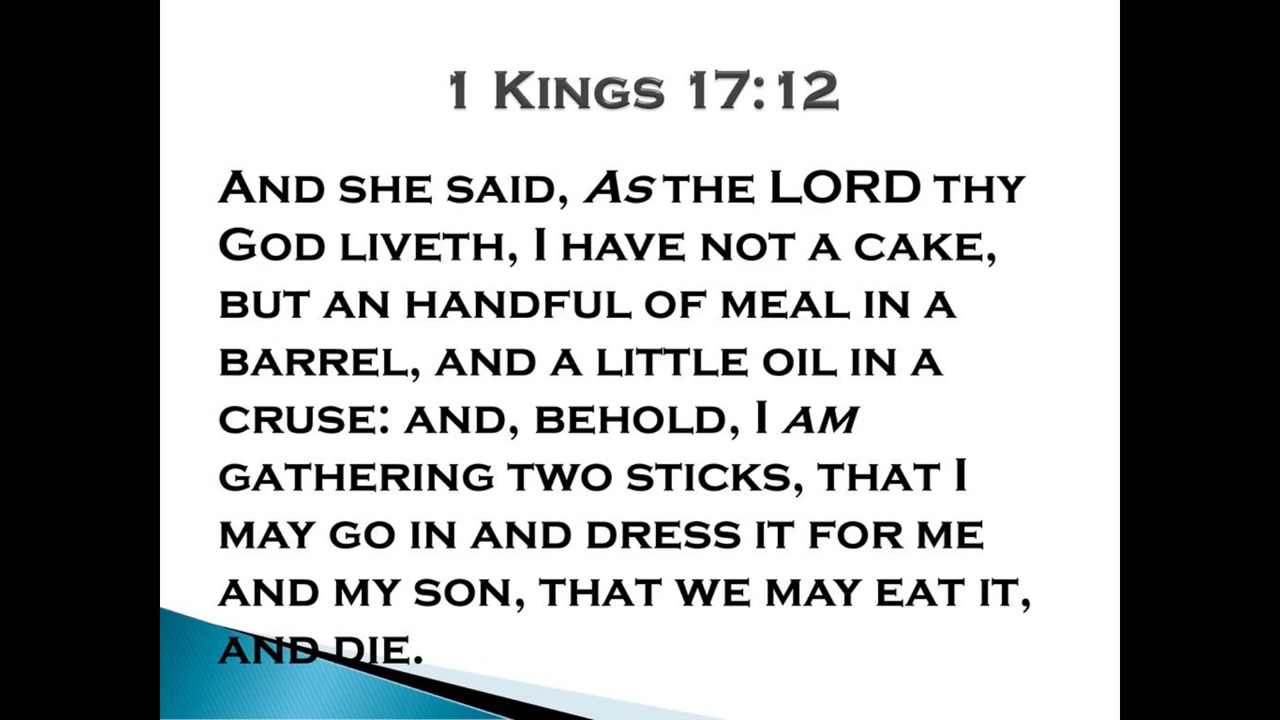 1 Kings 17:12
And she said, As the LORD thy
God liveth, I have not a cake,
but an handful of meal in a
barrel, and a little oil in a
cruse: and, behold, I am
gathering two sticks, that I
may go in and dress it for me
and my son, that we may eat it,
and die.